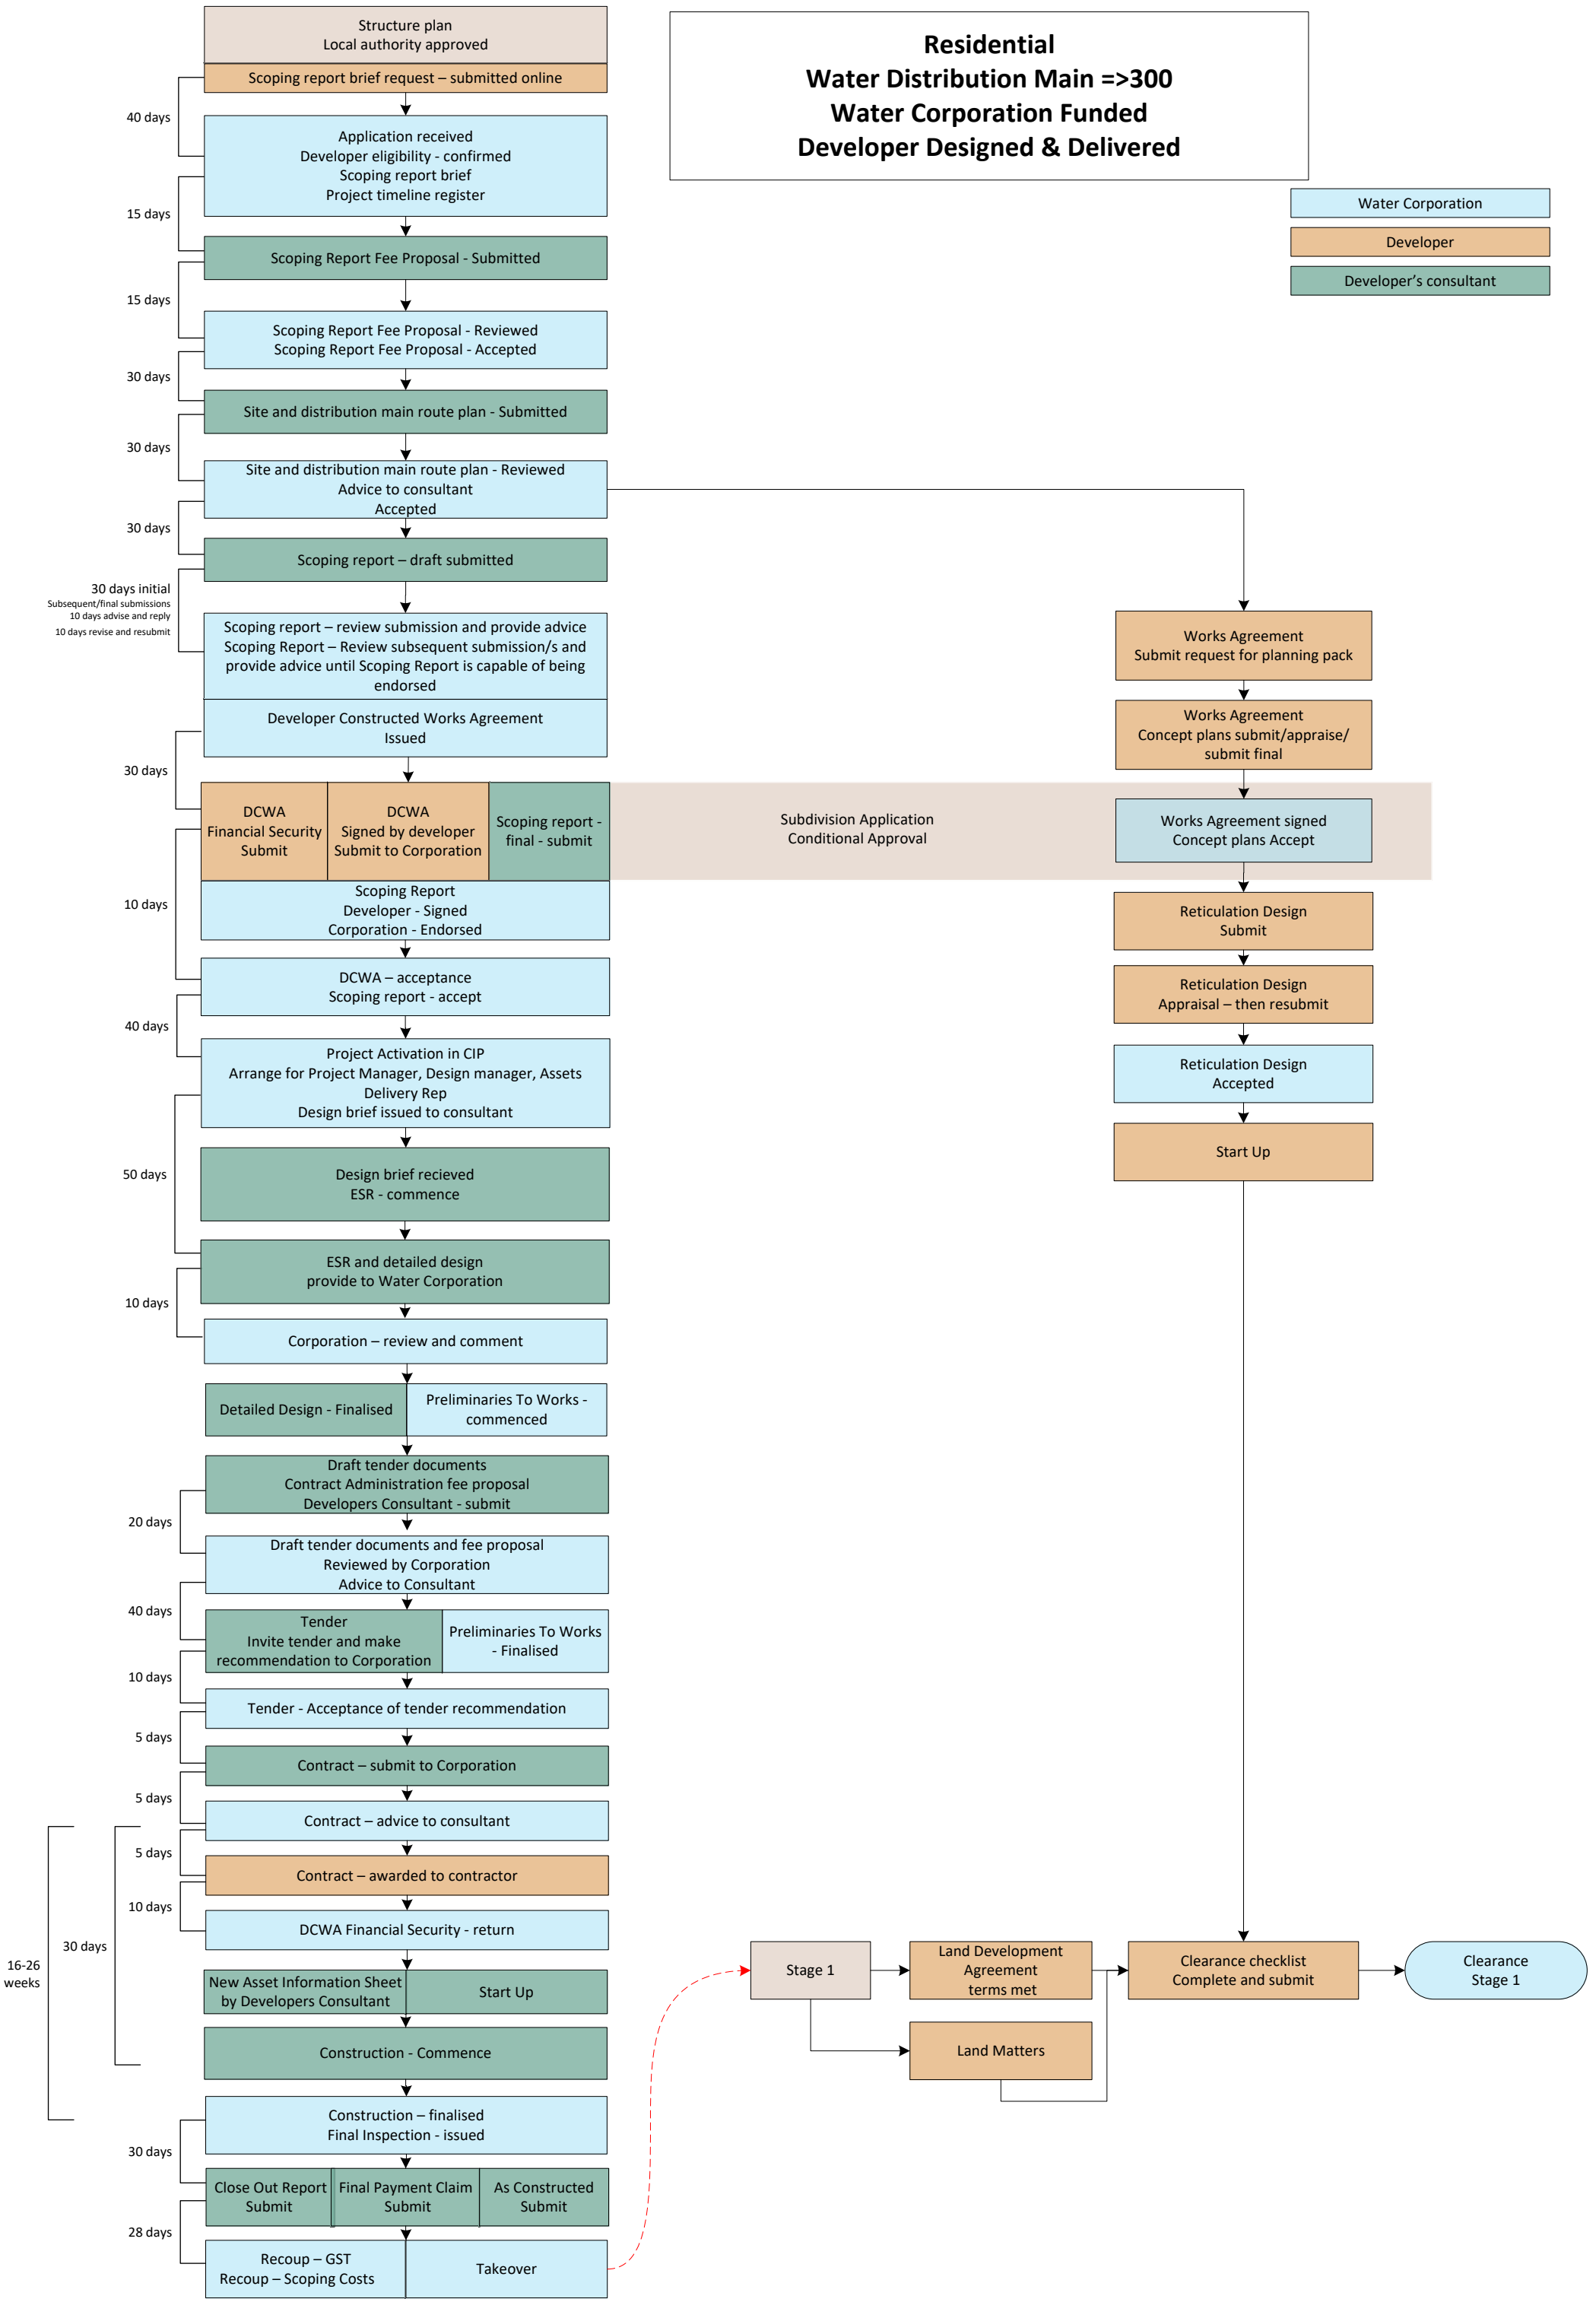 Residential
Water Distribution Main =>300
Water Corporation Funded
Developer Designed & Delivered
Water Corporation
Developer
Developer's consultant
Structure plan
Local authority approved
Scoping report brief request – submitted online
40 days
Application received
Developer eligibility - confirmed
Scoping report brief
Project timeline register
15 days
Scoping Report Fee Proposal - Submitted
15 days
Scoping Report Fee Proposal - Reviewed
Scoping Report Fee Proposal - Accepted
30 days
Site and distribution main route plan - Submitted
30 days
Site and distribution main route plan - Reviewed
Advice to consultant
Accepted
30 days
Scoping report – draft submitted
30 days initial
Subsequent/final submissions
10 days advise and reply
10 days revise and resubmit
Scoping report – review submission and provide advice
Scoping Report – Review subsequent submission/s and
provide advice until Scoping Report is capable of being
endorsed
Developer Constructed Works Agreement
Issued
30 days
DCWA
Financial Security
Submit
DCWA
Signed by developer
Submit to Corporation
Scoping report -
final - submit
Subdivision Application
Conditional Approval
10 days
Scoping Report
Developer - Signed
Corporation - Endorsed
DCWA – acceptance
Scoping report - accept
40 days
Project Activation in CIP
Arrange for Project Manager, Design manager, Assets
Delivery Rep
Design brief issued to consultant
50 days
Design brief recieved
ESR - commence
ESR and detailed design
provide to Water Corporation
10 days
Corporation – review and comment
Detailed Design - Finalised
Preliminaries To Works -
commenced
Draft tender documents
Contract Administration fee proposal
Developers Consultant - submit
20 days
Draft tender documents and fee proposal
Reviewed by Corporation
Advice to Consultant
40 days
Tender
Invite tender and make
recommendation to Corporation
Preliminaries To Works
- Finalised
10 days
Tender - Acceptance of tender recommendation
5 days
Contract – submit to Corporation
5 days
Contract – advice to consultant
5 days
Contract – awarded to contractor
10 days
DCWA Financial Security - return
30 days
16-26
weeks
New Asset Information Sheet
by Developers Consultant
Start Up
Construction - Commence
Construction – finalised
Final Inspection - issued
30 days
Close Out Report
Submit
Final Payment Claim
Submit
As Constructed
Submit
28 days
Recoup – GST
Recoup – Scoping Costs
Takeover
Works Agreement
Submit request for planning pack
Works Agreement
Concept plans submit/appraise/
submit final
Works Agreement signed
Concept plans Accept
Reticulation Design
Submit
Reticulation Design
Appraisal – then resubmit
Reticulation Design
Accepted
Start Up
Stage 1
Land Development
Agreement
terms met
Land Matters
Clearance checklist
Complete and submit
Clearance
Stage 1